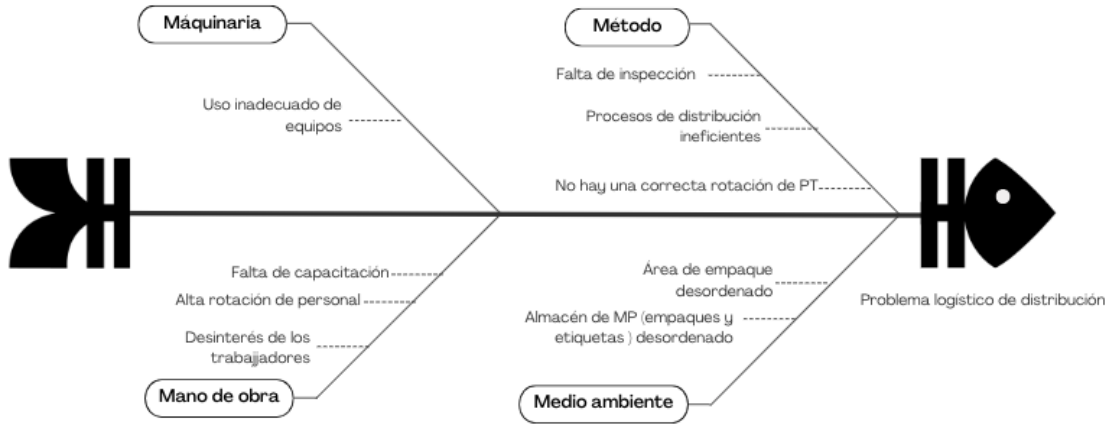 Máquinaria
Uso inadecuado de
equipos
Método
Falta de inspección
Procesos de distribución
ineficientes
No hay una correcta rotación de PT
Falta de capacitación
Alta rotación de personal
Desinterés de los
trabajjadores
Mano de obra
Área de empaque
desordenado
Almacén de MP (empaques y
etiquetas ) desordenado
Medio ambiente
Problema logístico de distribución